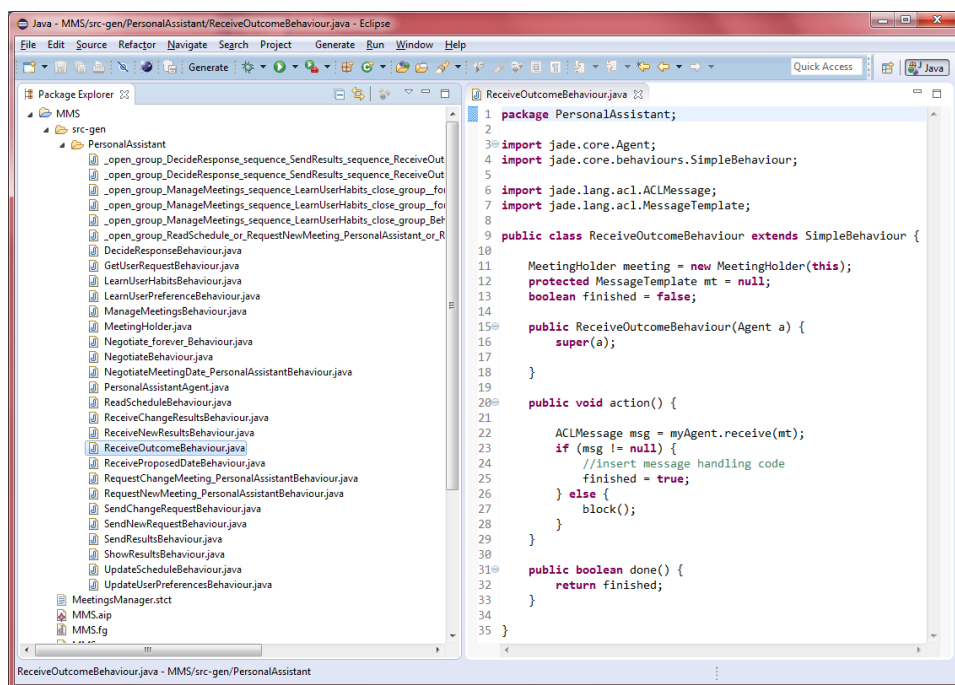 Java - MMS/src-gen/PersonalAssistant/ReceiveOutcomeBehaviour.java - Eclipse
File Edit Source Refactor Navigate Search Project Generate Run Window Help
Generate
Quick Access
Java
Package Explorer
MMS
src-gen
PersonalAssistant
_open_group_DecideResponse_sequence_SendResults_sequence_ReceiveOut
_open_group_DecideResponse_sequence_SendResults_sequence_ReceiveOut
_open_group_ManageMeetings_sequence_LearnUserHabits_close_group__for
_open_group_ManageMeetings_sequence_LearnUserHabits_close_group__for
_open_group_ManageMeetings_sequence_LearnUserHabits_close_group_Beh
_open_group_ReadSchedule_or_RequestNewMeeting_PersonalAssistant_or_R
DecideResponseBehaviour.java
GetUserRequestBehaviour.java
LearnUserHabitsBehaviour.java
LearnUserPreferenceBehaviour.java
ManageMeetingsBehaviour.java
MeetingHolder.java
Negotiate_forever_Behaviour.java
NegotiateBehaviour.java
NegotiateMeetingDate_PersonalAssistantBehaviour.java
PersonalAssistantAgent.java
ReadScheduleBehaviour.java
ReceiveChangeResultsBehaviour.java
ReceiveNewResultsBehaviour.java
ReceiveOutcomeBehaviour.java
ReceiveProposedDateBehaviour.java
RequestChangeMeeting_PersonalAssistantBehaviour.java
RequestNewMeeting_PersonalAssistantBehaviour.java
SendChangeRequestBehaviour.java
SendNewRequestBehaviour.java
SendResultsBehaviour.java
ShowResultsBehaviour.java
UpdateScheduleBehaviour.java
UpdateUserPreferencesBehaviour.java
MeetingsManager.stct
MMS.aip
MMS.fg
ReceiveOutcomeBehaviour.java
1 package PersonalAssistant;
2
3 import jade.core.Agent;
4 import jade.core.behaviours.SimpleBehaviour;
5
6 import jade.lang.acl.ACLMessage;
7 import jade.lang.acl.MessageTemplate;
8
9 public class ReceiveOutcomeBehaviour extends SimpleBehaviour {
10
11 MeetingHolder meeting = new MeetingHolder(this);
12 protected MessageTemplate mt = null;
13 boolean finished = false;
14
15 public ReceiveOutcomeBehaviour(Agent a) {
16 super(a);
17
18 }
19
20 public void action() {
21
22 ACLMessage msg = myAgent.receive(mt);
23 if (msg != null) {
24 //insert message handling code
25 finished = true;
26 } else {
27 block();
28 }
29 }
30
31 public boolean done() {
32 return finished;
33 }
34
35 }
ReceiveOutcomeBehaviour.java - MMS/src-gen/PersonalAssistant